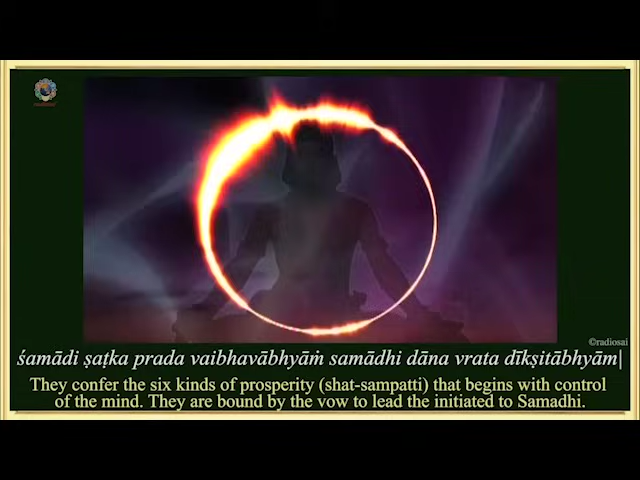 ©radiosai
śamādi ṣaṭka prada vaibhavābhyāṁ samādhi dāna vrata dīkṣitābhyām|
They confer the six kinds of prosperity (shat-sampatti) that begins with control
of the mind. They are bound by the vow to lead the initiated to Samadhi.